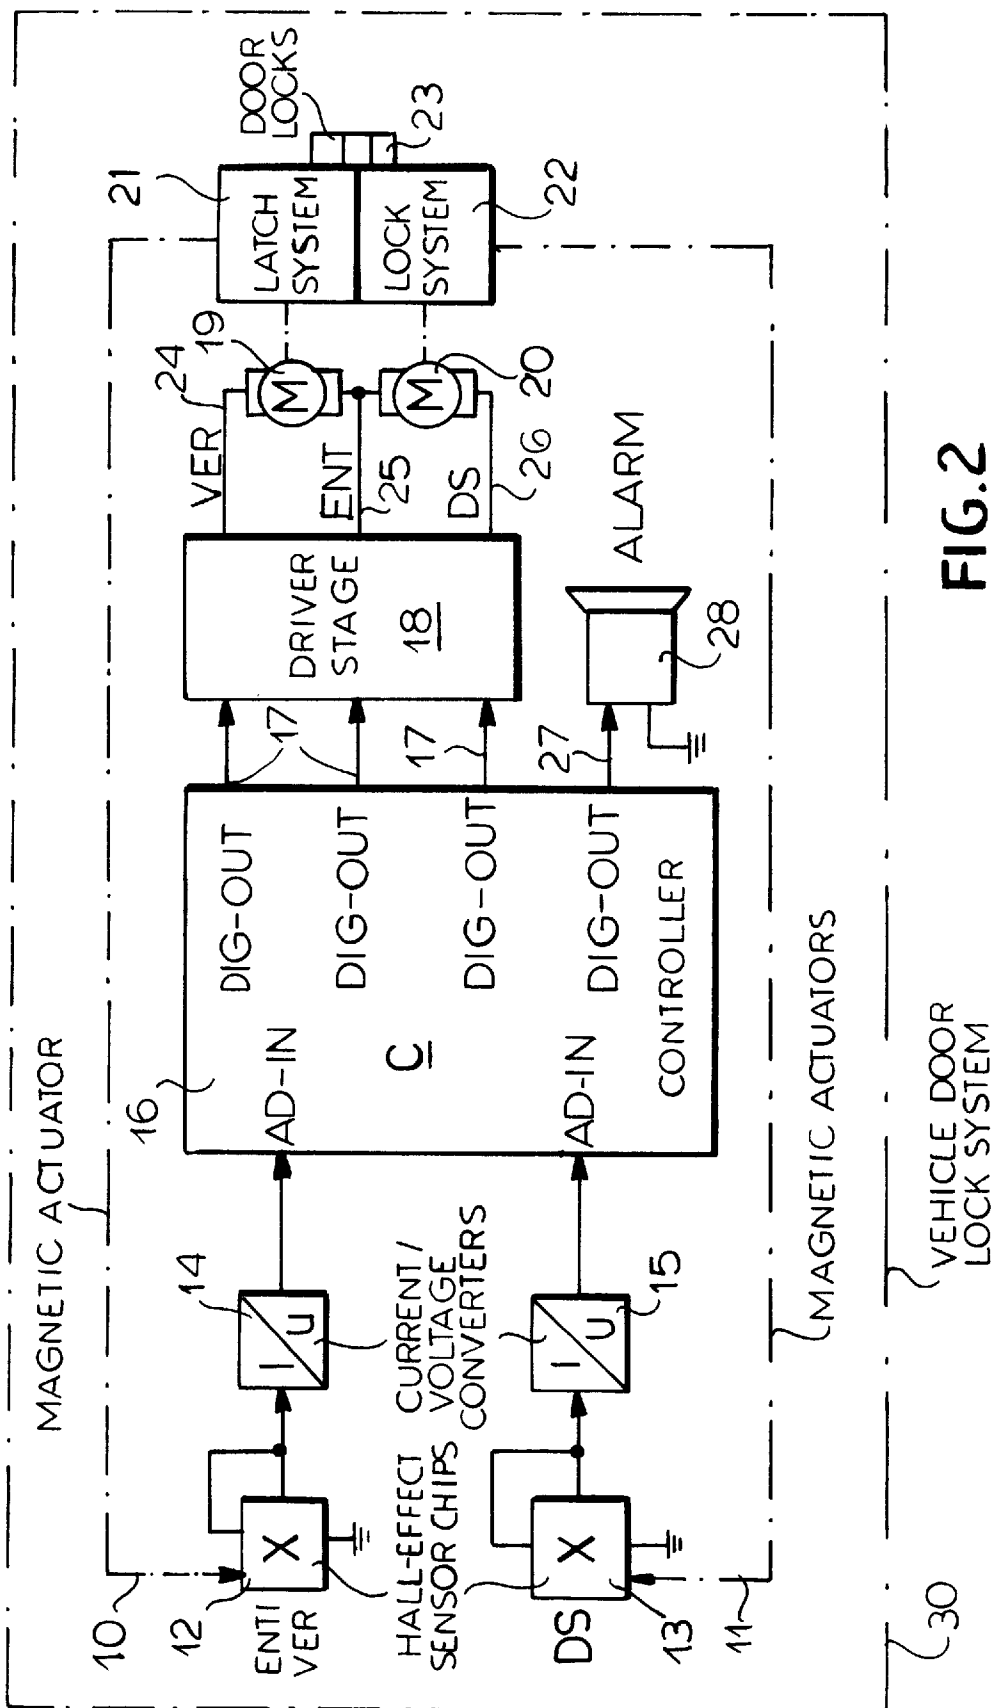 MAGNETIC ACTUATOR
10
12
ENTI
VER
14
I
U
X
16
AD-IN
DIG-OUT
17
VER
24
19
M
21
LATCH
SYSTEM
DOOR
LOCKS
23
HALL-EFFECT
SENSOR CHIPS
CURRENT/
VOLTAGE
CONVERTERS
C
DIG-OUT
DRIVER
STAGE
18
ENT
25
LOCK
SYSTEM
22
DIG-OUT
17
DS
26
M
20
DS
X
13
I
U
15
AD-IN
DIG-OUT
CONTROLLER
27
28
ALARM
11
MAGNETIC ACTUATORS
30
VEHICLE DOOR
LOCK SYSTEM
FIG.2